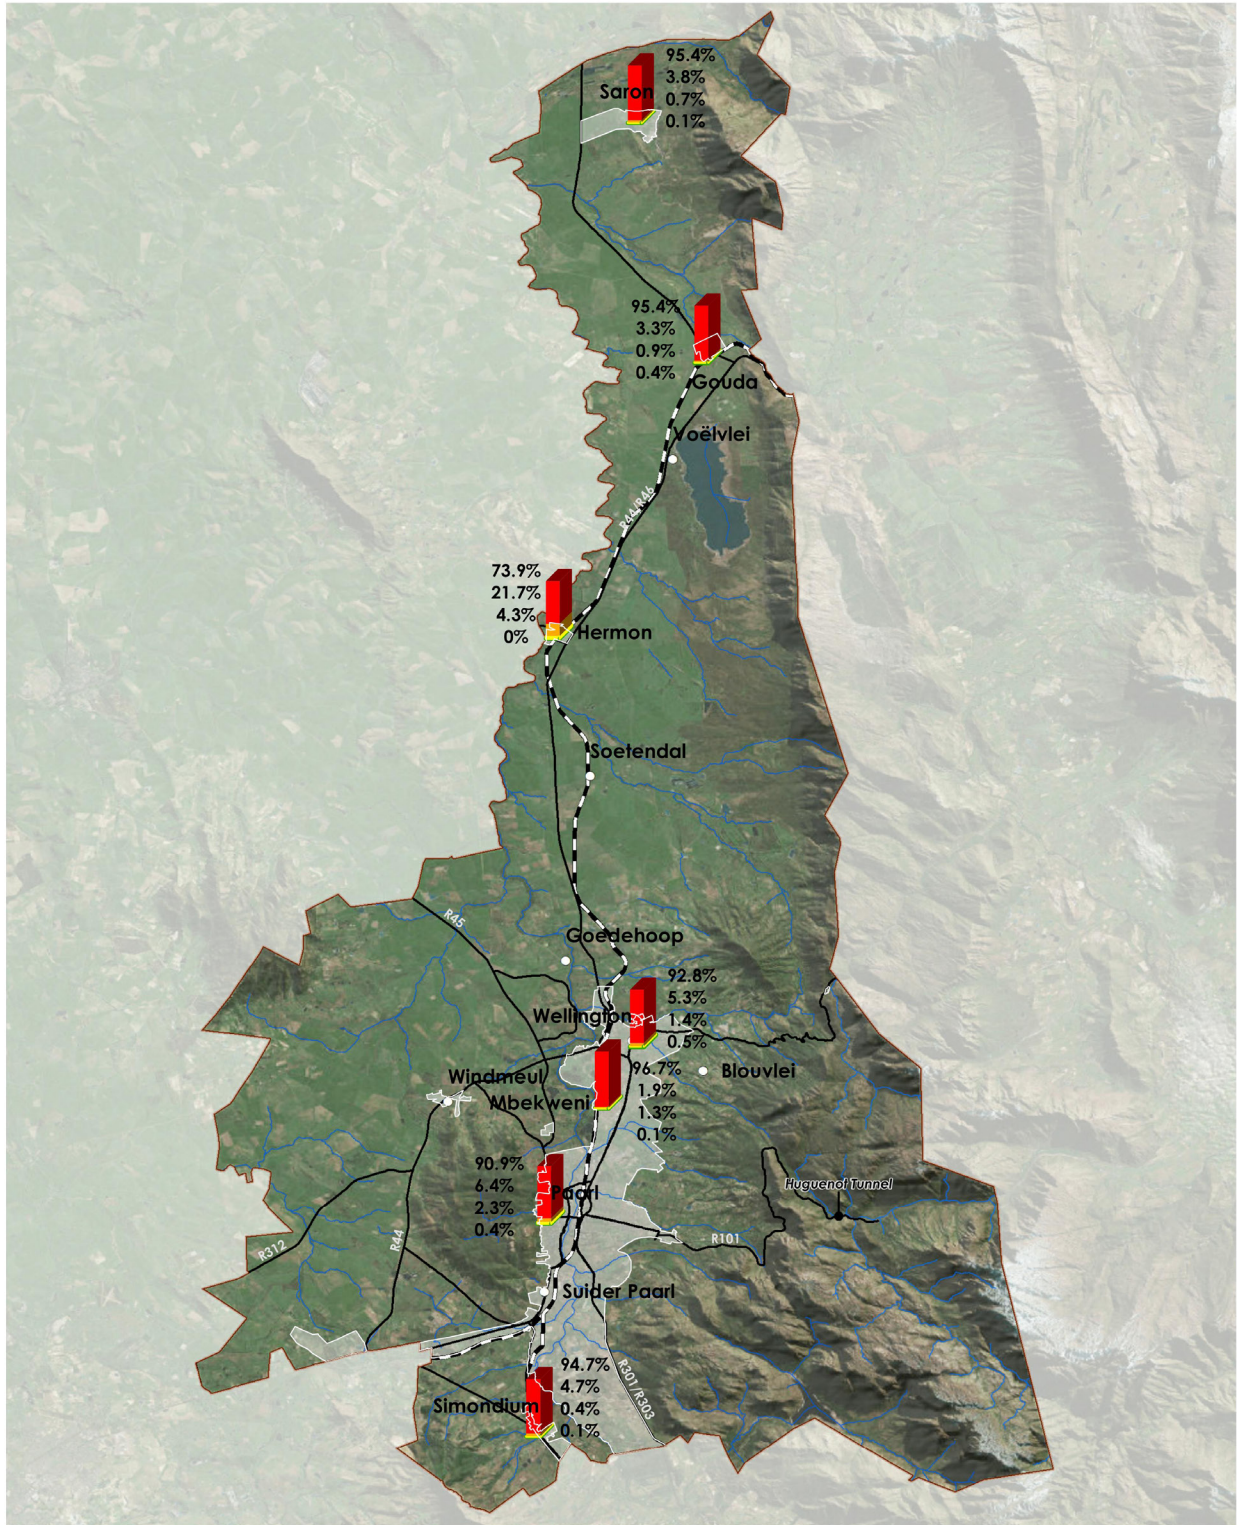 95.4%
3.8%
Saron
0.7%
0.1%
95.4%
3.3%
0.9%
0.4%
Gouda
Voëlvlei
R44/R46
73.9%
21.7%
4.3%
0%
Hermon
Soetendal
R45
Goedehoop
92.8%
5.3%
Wellington
1.4%
0.5%
96.7%
Blouvlei
Windmeul
1.9%
Mbekweni
1.3%
0.1%
90.9%
6.4%
Paarl
2.3%
0.4%
Huguenot Tunnel
R101
R312
R44
Suider Paarl
94.7%
4.7%
R301/R303
Simondium
0.4%
0.1%